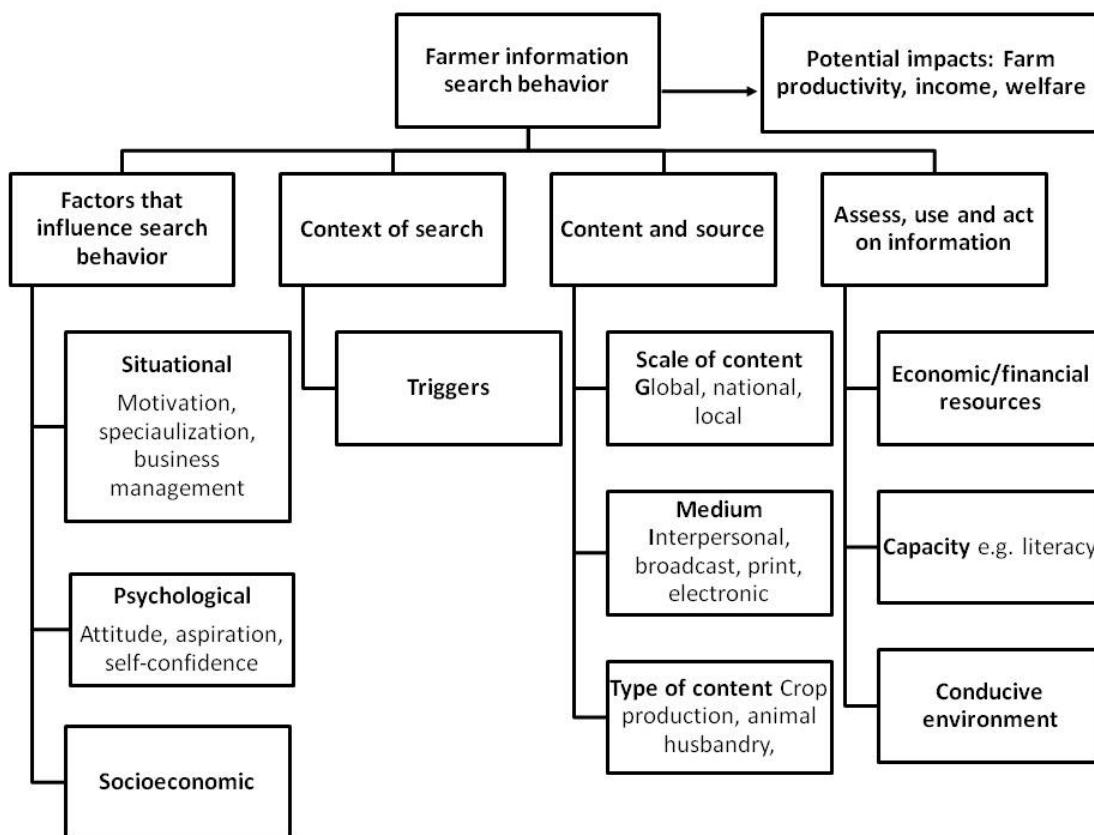 Farmer information
search behavior
Potential impacts: Farm
productivity, income, welfare
Factors that
influence search
behavior
Context of search
Content and source
Assess, use and act
on information
Situational
Motivation,
speciaulization,
business
management
Psychological
Attitude, aspiration,
self-confidence
Socioeconomic
Triggers
Scale of content
Global, national,
local
Medium
Interpersonal,
broadcast, print,
electronic
Type of content Crop
production, animal
husbandry,
Economic/financial
resources
Capacity e.g. literacy
Conducive
environment